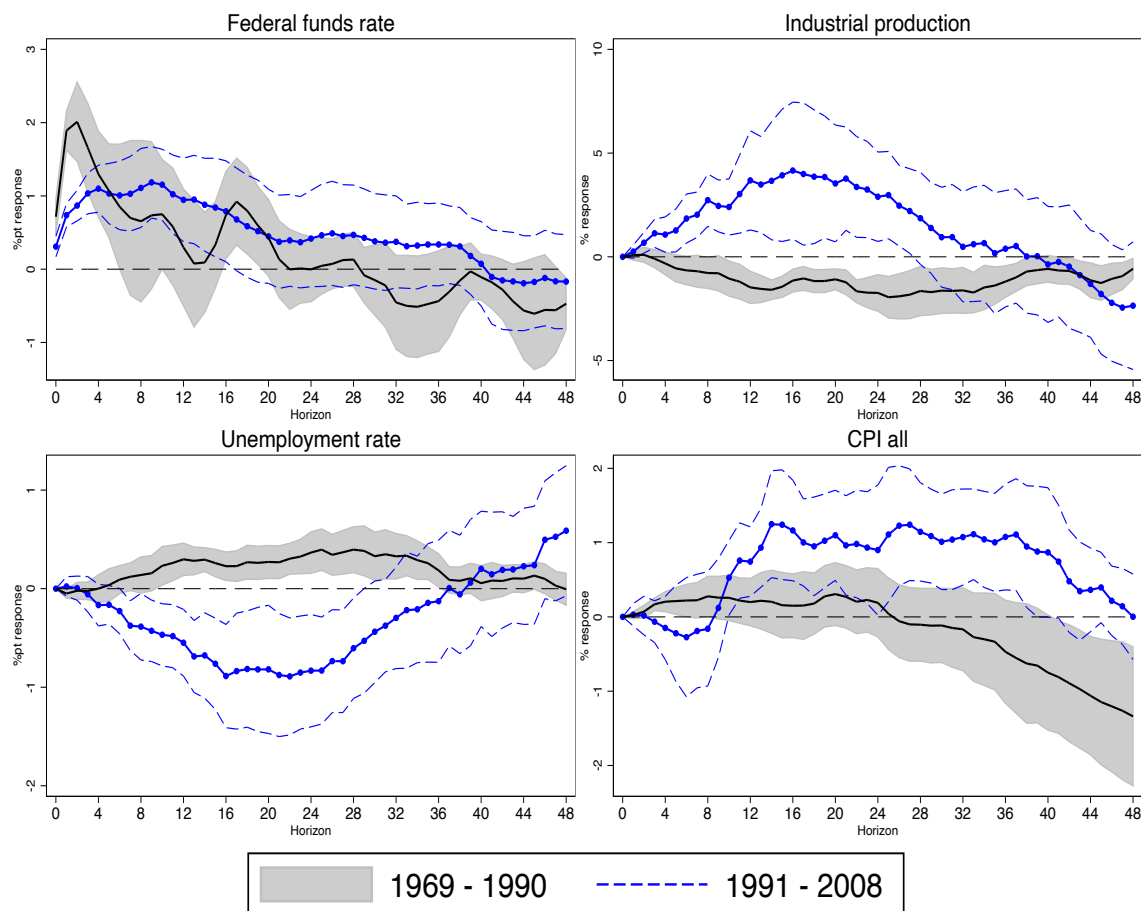 Federal funds rate
%pt response
3
2
1
0
-1
0 4 8 12 16 20 24 28 32 36 40 44 48
Horizon
Industrial production
% response
10
5
0
-5
0 4 8 12 16 20 24 28 32 36 40 44 48
Horizon
Unemployment rate
%pt response
1
0
-1
-2
0 4 8 12 16 20 24 28 32 36 40 44 48
Horizon
CPI all
% response
2
1
0
-1
-2
0 4 8 12 16 20 24 28 32 36 40 44 48
Horizon
1969 - 1990
1991 - 2008